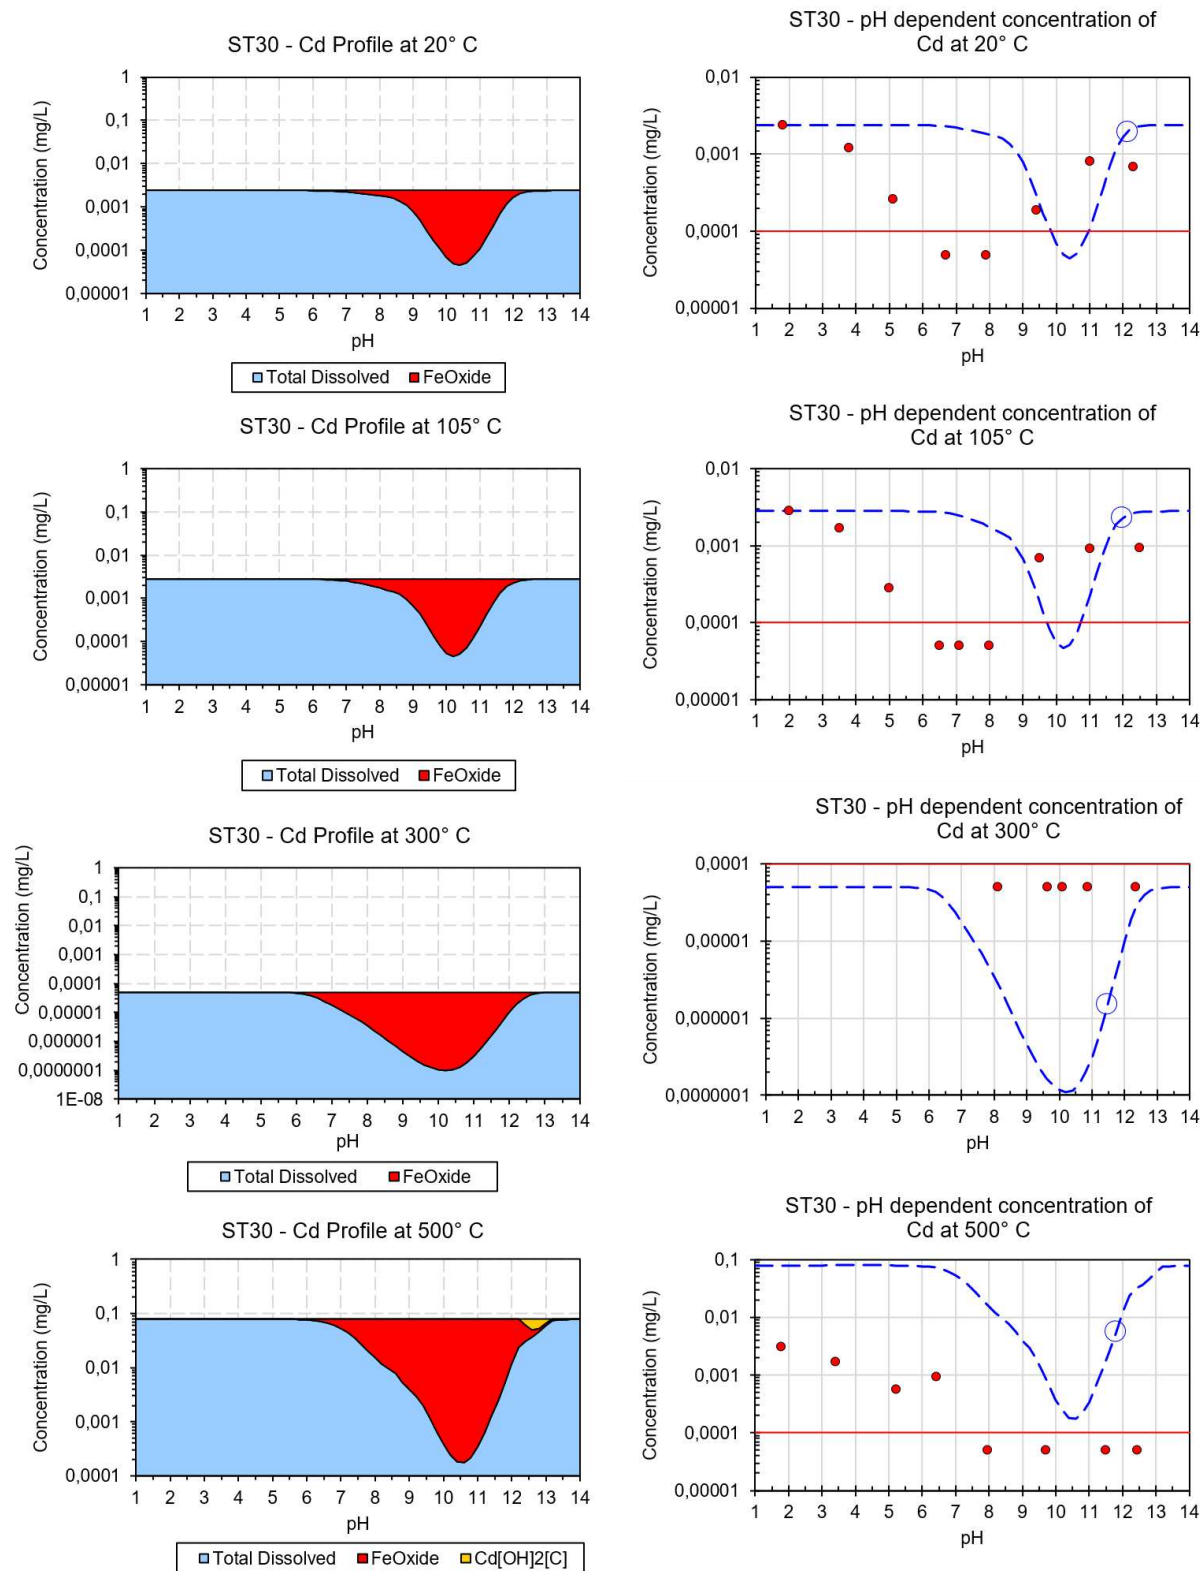 ST30 - Cd Profile at 20° C
Concentration (mg/L)
1
0,1
0,01
0,001
0,0001
0,00001
1 2 3 4 5 6 7 8 9 10 11 12 13 14
pH
Total Dissolved FeOxide
ST30 - pH dependent concentration of
Cd at 20° C
Concentration (mg/L)
0,01
0,001
0,0001
0,00001
1 2 3 4 5 6 7 8 9 10 11 12 13 14
pH
ST30 - Cd Profile at 105° C
Concentration (mg/L)
1
0,1
0,01
0,001
0,0001
0,00001
1 2 3 4 5 6 7 8 9 10 11 12 13 14
pH
Total Dissolved FeOxide
ST30 - pH dependent concentration of
Cd at 105° C
Concentration (mg/L)
0,01
0,001
0,0001
0,00001
1 2 3 4 5 6 7 8 9 10 11 12 13 14
pH
ST30 - Cd Profile at 300° C
Concentration (mg/L)
1
0,1
0,01
0,001
0,0001
0,00001
0,000001
0,0000001
1E-08
1 2 3 4 5 6 7 8 9 10 11 12 13 14
pH
Total Dissolved FeOxide
ST30 - pH dependent concentration of
Cd at 300° C
Concentration (mg/L)
0,0001
0,00001
0,000001
0,0000001
1 2 3 4 5 6 7 8 9 10 11 12 13 14
pH
ST30 - Cd Profile at 500° C
Concentration (mg/L)
1
0,1
0,01
0,001
0,0001
1 2 3 4 5 6 7 8 9 10 11 12 13 14
pH
Total Dissolved FeOxide Cd[OH]2[C]
ST30 - pH dependent concentration of
Cd at 500° C
Concentration (mg/L)
0,1
0,01
0,001
0,0001
0,00001
1 2 3 4 5 6 7 8 9 10 11 12 13 14
pH